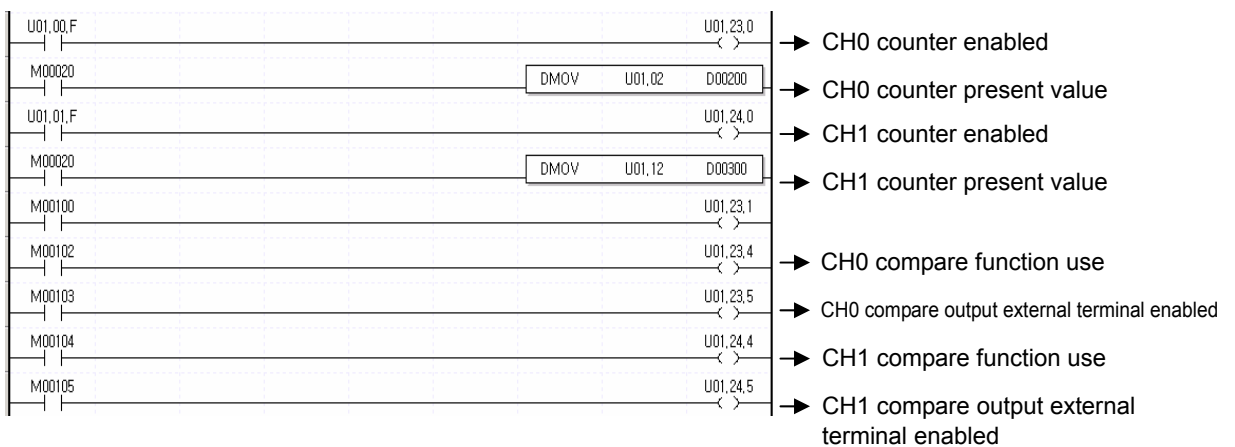 U01,00,F U01,23,0
CH0 counter enabled
M00020 DMOV U01,02 D00200
CH0 counter present value
U01,01,F U01,24,0
CH1 counter enabled
M00020 DMOV U01,12 D00300
CH1 counter present value
M00100 U01,23,1
M00102 U01,23,4
CH0 compare function use
M00103 U01,23,5
CH0 compare output external terminal enabled
M00104 U01,24,4
CH1 compare function use
M00105 U01,24,5
CH1 compare output external
terminal enabled